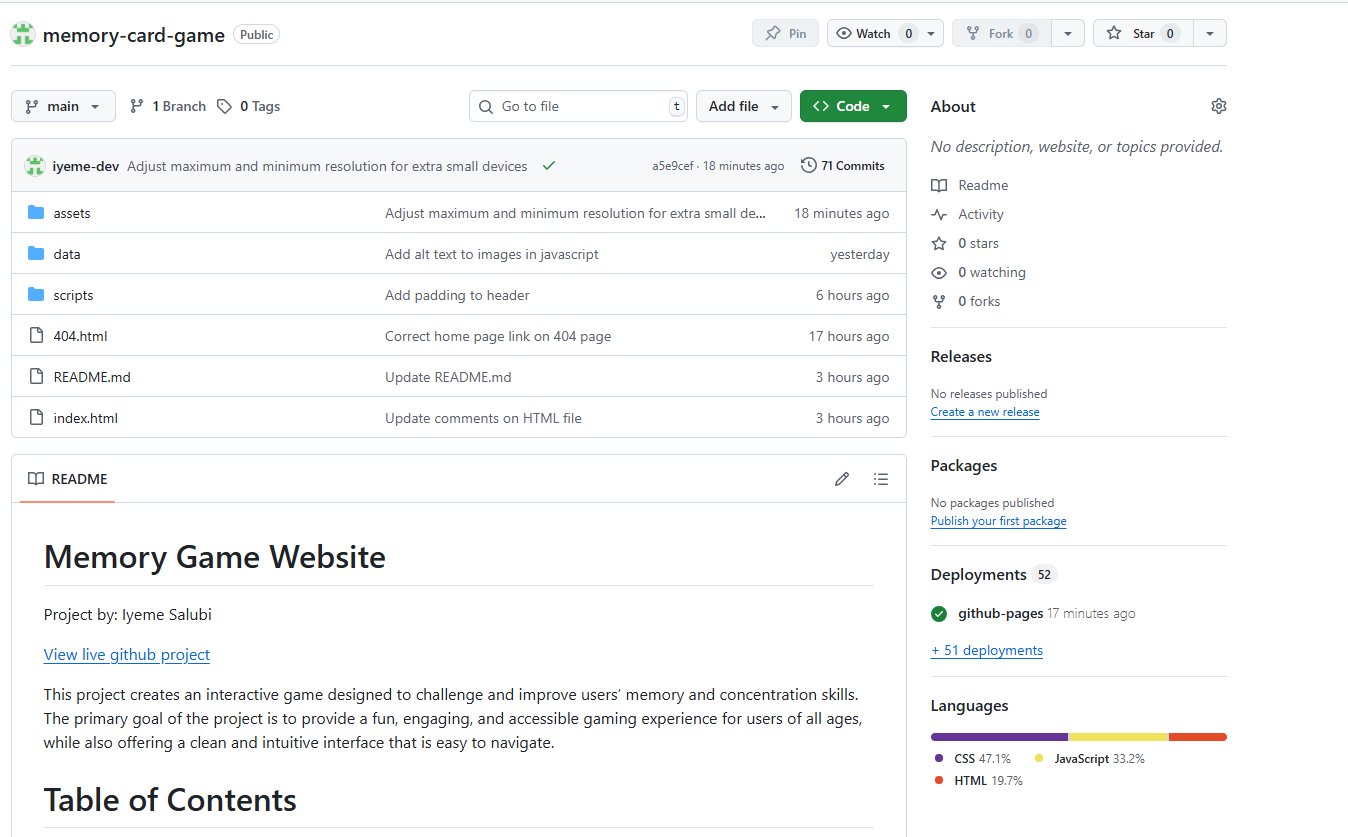 memory-card-game Public Pin Watch 0 Fork 0 Star 0
main 1 Branch 0 Tags Go to file t Add file Code
iyeme-dev Adjust maximum and minimum resolution for extra small devices a5e9cef · 18 minutes ago 71 Commits
assets Adjust maximum and minimum resolution for extra small de... 18 minutes ago
data Add alt text to images in javascript yesterday
scripts Add padding to header 6 hours ago
404.html Correct home page link on 404 page 17 hours ago
README.md Update README.md 3 hours ago
index.html Update comments on HTML file 3 hours ago
README
Memory Game Website
Project by: Iyeme Salubi
View live github project
This project creates an interactive game designed to challenge and improve users’ memory and concentration skills.
The primary goal of the project is to provide a fun, engaging, and accessible gaming experience for users of all ages,
while also offering a clean and intuitive interface that is easy to navigate.
Table of Contents
About
No description, website, or topics provided.
Readme
Activity
0 stars
0 watching
0 forks
Releases
No releases published
Create a new release
Packages
No packages published
Publish your first package
Deployments 52
github-pages 17 minutes ago
+ 51 deployments
Languages
CSS 47.1% JavaScript 33.2%
HTML 19.7%